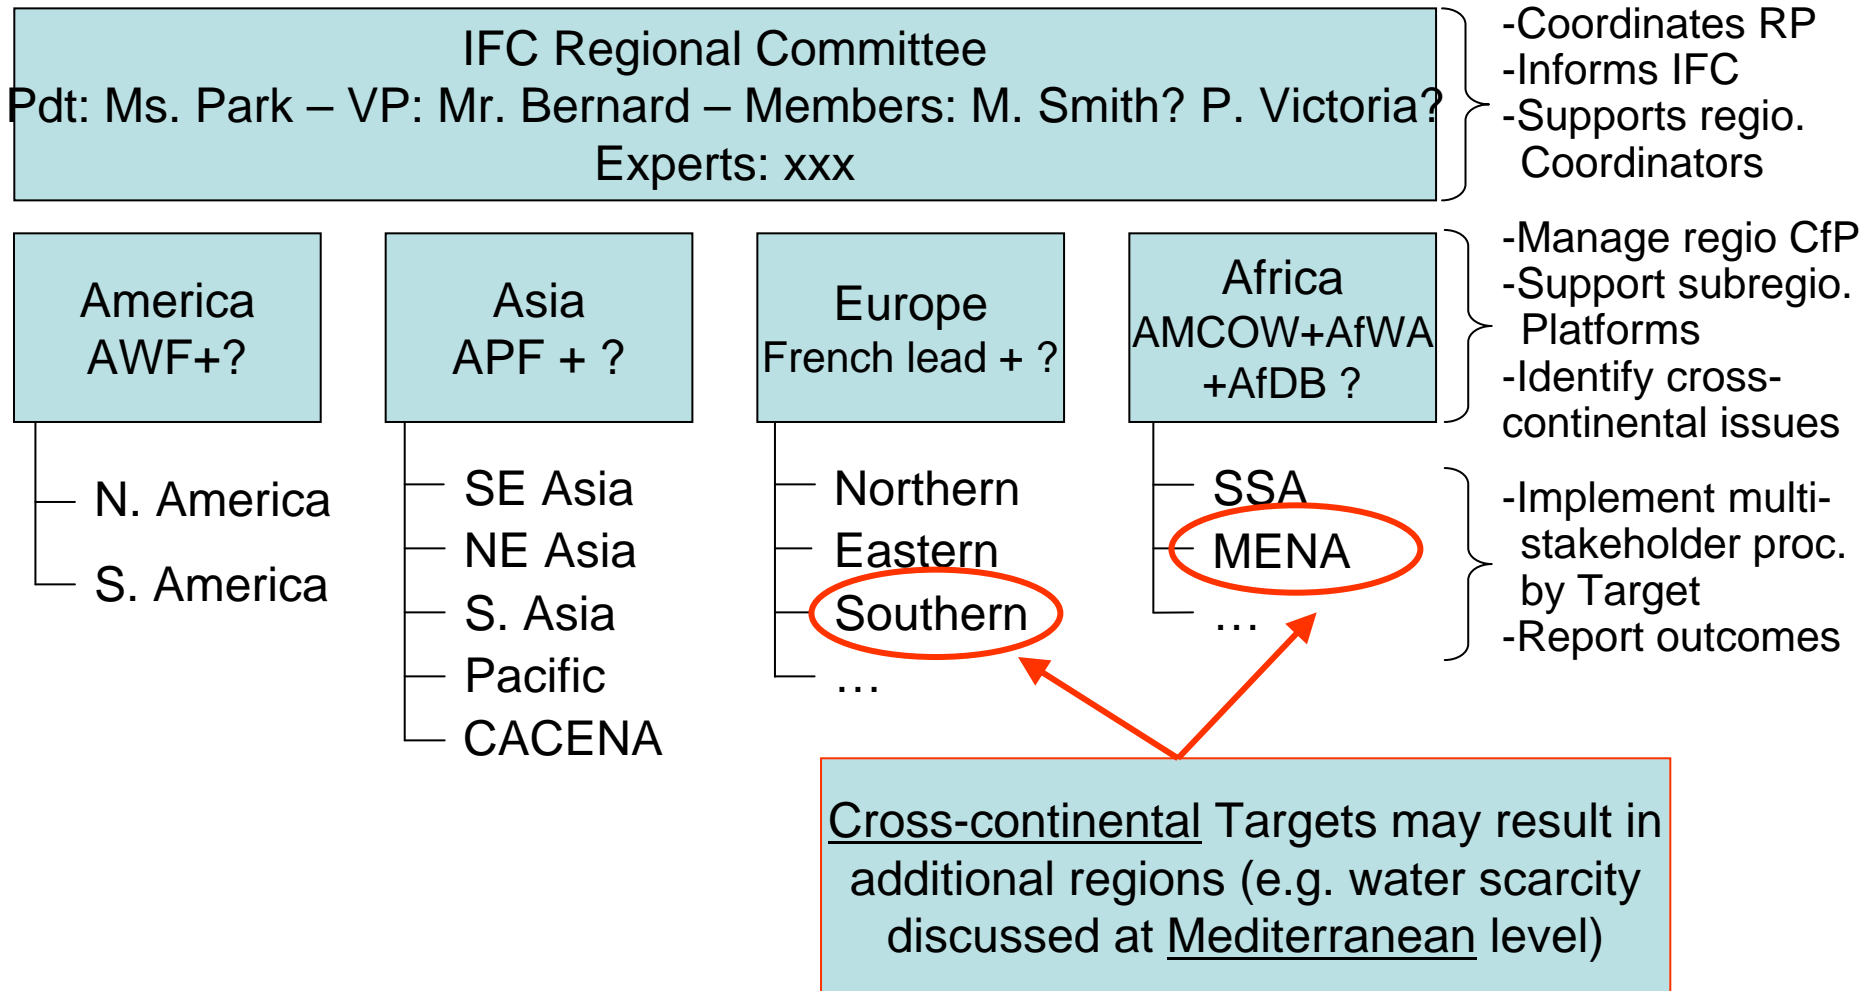 IFC Regional Committee
Pdt: Ms. Park – VP: Mr. Bernard – Members: M. Smith? P. Victoria?
Experts: xxx
-Coordinates RP
-Informs IFC
-Supports regio.
Coordinators
America
AWF+?
Asia
APF + ?
Europe
French lead + ?
Africa
AMCOW+AfWA
+AfDB ?
-Manage regio CfP
-Support subregio.
Platforms
-Identify cross-
continental issues
N. America
S. America
SE Asia
NE Asia
S. Asia
Pacific
CACENA
Northern
Eastern
Southern
…
SSA
MENA
…
-Implement multi-
stakeholder proc.
by Target
-Report outcomes
Cross-continental Targets may result in
additional regions (e.g. water scarcity
discussed at Mediterranean level)